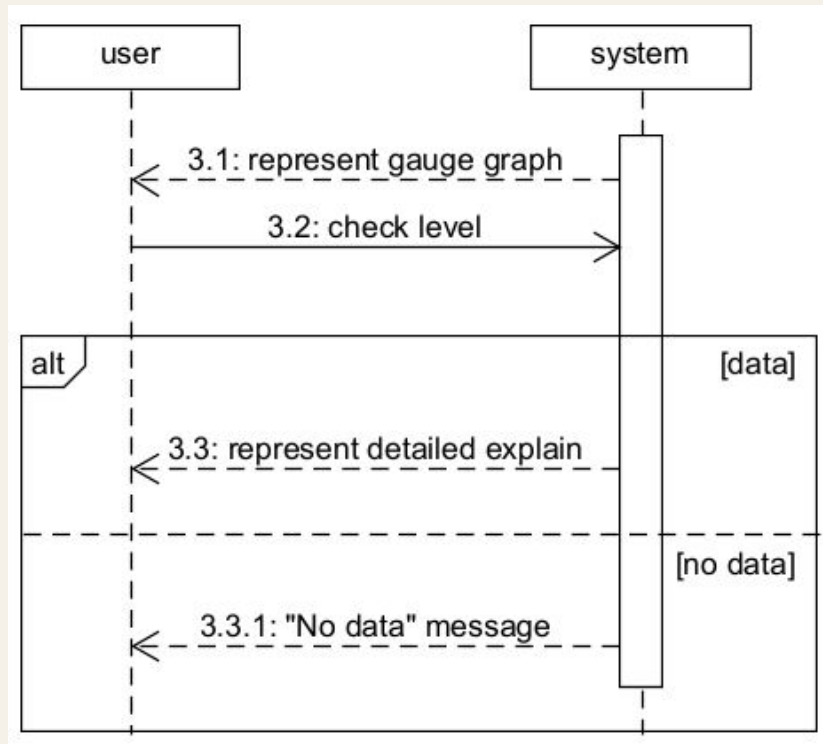 user
system
3.1: represent gauge graph
3.2: check level
alt
[data]
3.3: represent detailed explain
[no data]
3.3.1: "No data" message